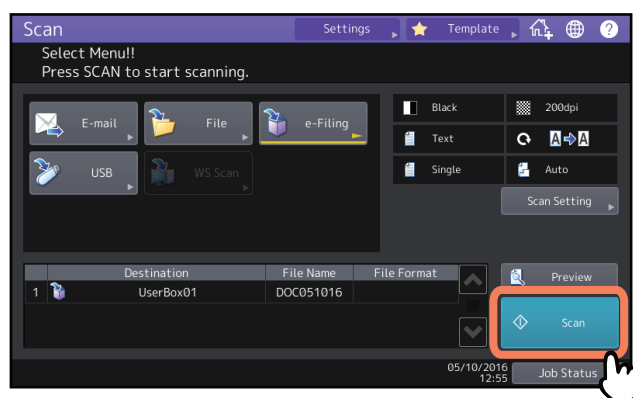 Scan Settings Template ?
Select Menu!!
Press SCAN to start scanning.
E-mail File e-Filing
USB WS Scan
Black 200dpi
Text A A
Single Auto
Scan Setting
Destination File Name File Format
1 UserBox01 DOC051016
Preview
Scan
05/10/2016
12:55
Job Status